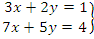 3x + 2y = 1
7x + 5y = 4}